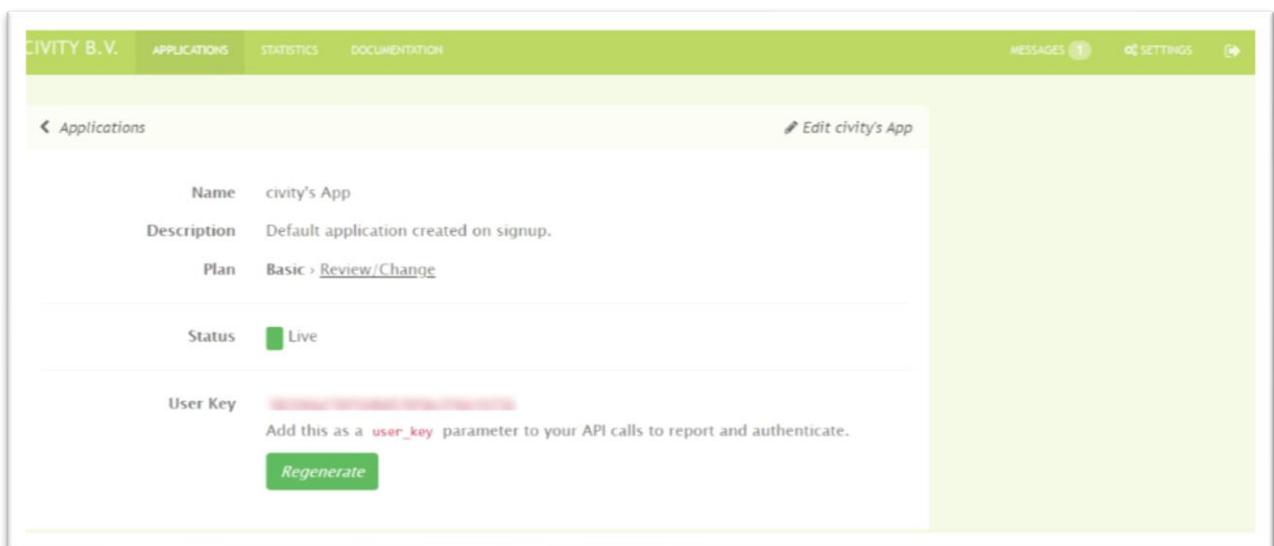 CIVITY B.V. APPLICATIONS STATISTICS DOCUMENTATION MESSAGES 1 SETTINGS
Applications Edit civity's App
Name civity's App
Description Default application created on signup.
Plan Basic › Review/Change
Status Live
User Key
Add this as a user_key parameter to your API calls to report and authenticate.
Regenerate